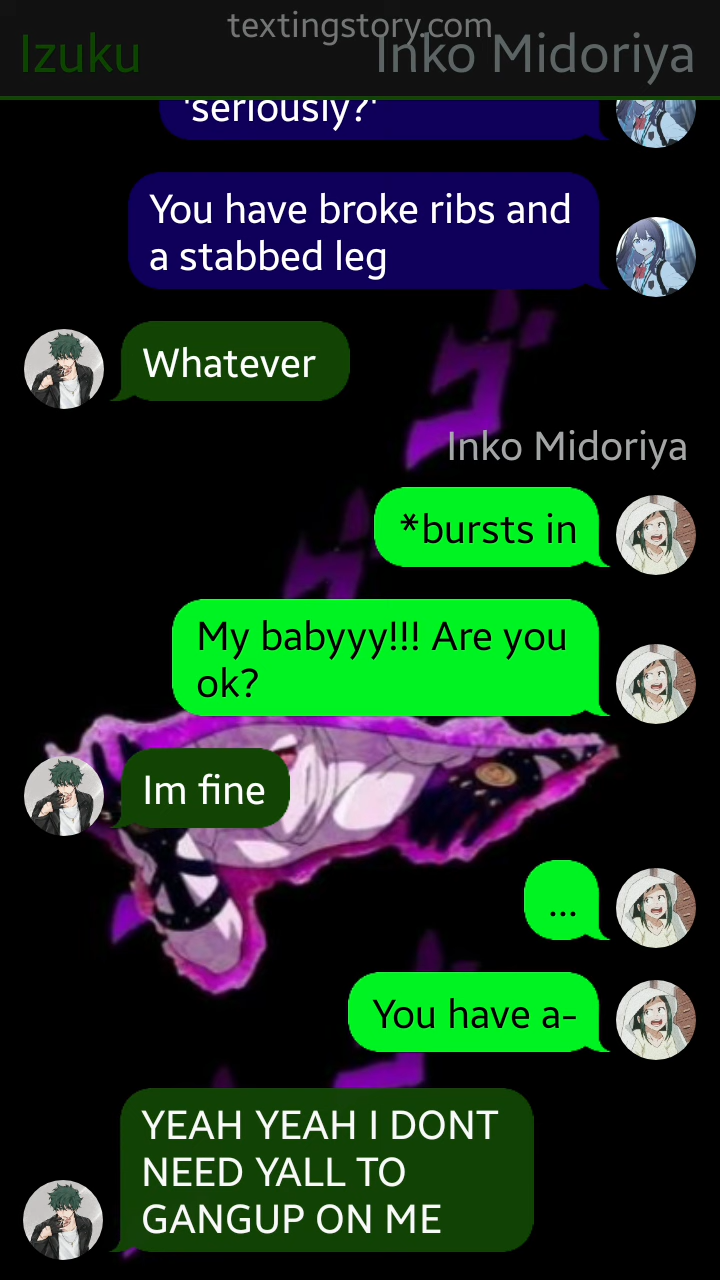 textingstory.com
Izuku
Inko Midoriya
'seriously?'
You have broke ribs and
a stabbed leg
Whatever
Inko Midoriya
*bursts in
My babyyy!!! Are you
ok?
Im fine
...
You have a-
YEAH YEAH I DONT
NEED YALL TO
GANGUP ON ME